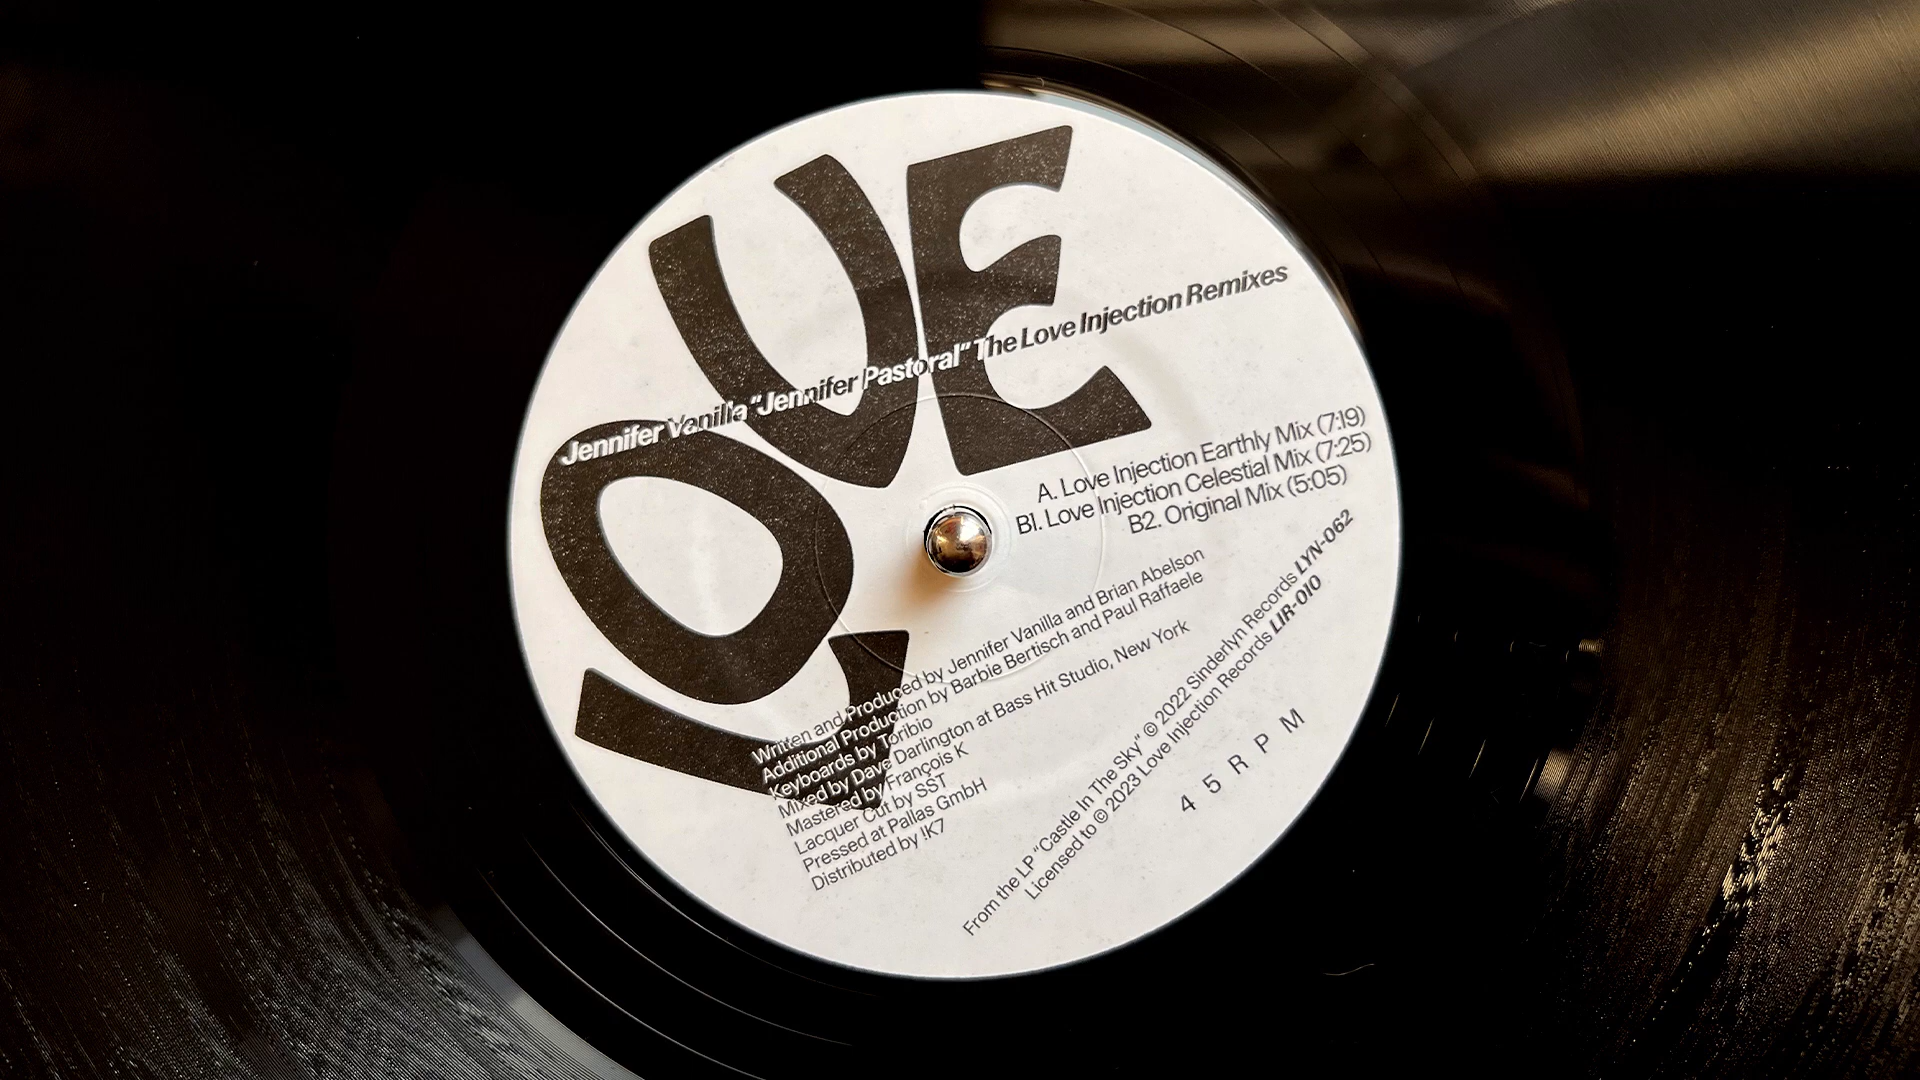 LOVE
Jennifer Vanilla "Jennifer Pastoral" The Love Injection Remixes
A. Love Injection Earthly Mix (7:19)
B1. Love Injection Celestial Mix (7:25)
B2. Original Mix (5:05)
Written and Produced by Jennifer Vanilla and Brian Abelson
Additional Production by Barbie Bertisch and Paul Raffaele
Keyboards by Toribio
Mixed by Dave Darlington at Bass Hit Studio, New York
Mastered by François K
Lacquer Cut by SST
Pressed at Pallas GmbH
Distributed by !K7
From the LP "Castle In The Sky" © 2022 Sinderlyn Records LYN-062
Licensed to © 2023 Love Injection Records LIR-010
45 RPM